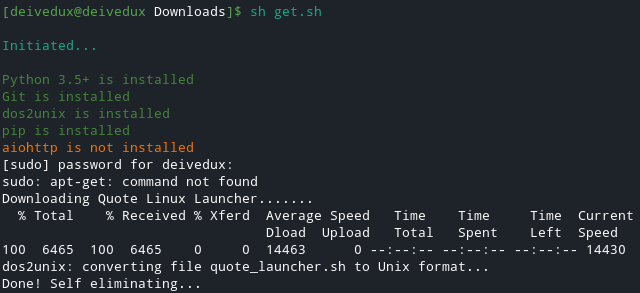 [deivedux@deivedux Downloads]$ sh get.sh
Initiated...
Python 3.5+ is installed
Git is installed
dos2unix is installed
pip is installed
aiohttp is not installed
[sudo] password for deivedux:
sudo: apt-get: command not found
Downloading Quote Linux Launcher.......
  % Total    % Received % Xferd  Average Speed   Time    Time     Time  Current
                                 Dload  Upload   Total   Spent    Left  Speed
100  6465  100  6465    0     0  14463      0 --:--:-- --:--:-- --:--:-- 14430
dos2unix: converting file quote_launcher.sh to Unix format...
Done! Self eliminating...